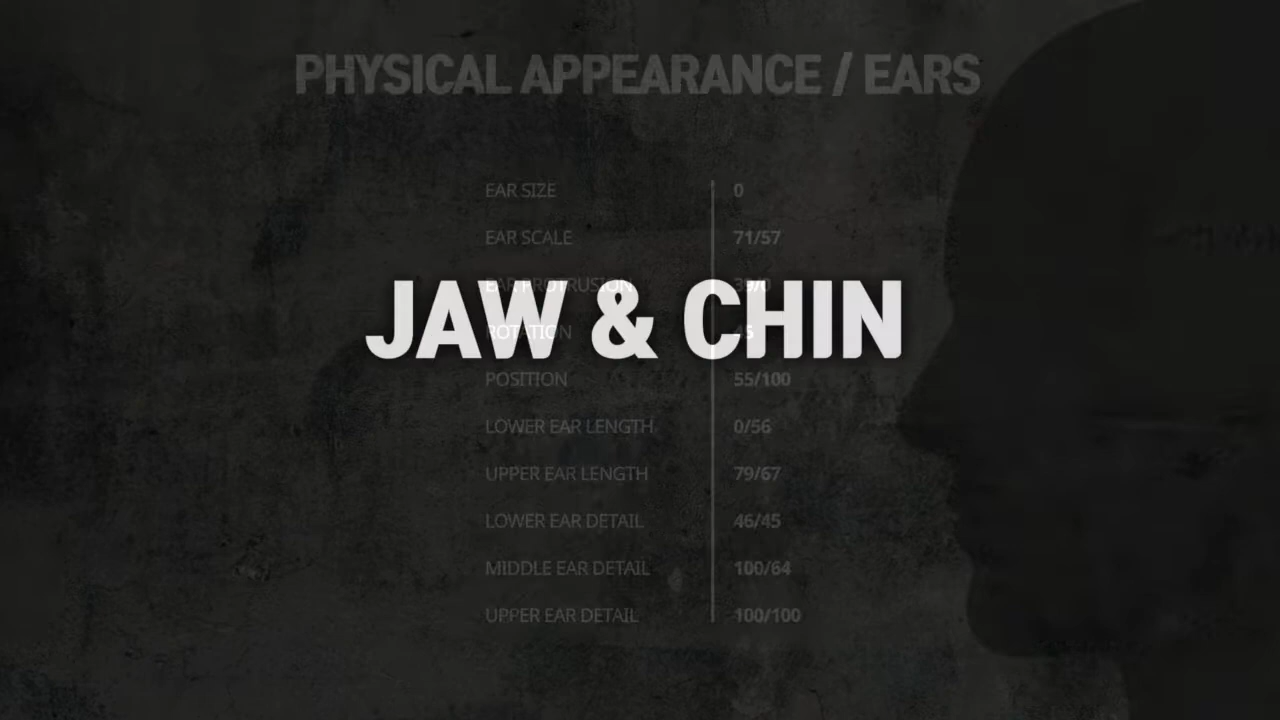 PHYSICAL APPEARANCE / EARS
EAR SIZE 0
EAR SCALE 71/57
EAR PROTRUSION
JAW & CHIN
POSITION 55/100
LOWER EAR LENGTH 0/56
UPPER EAR LENGTH 79/67
LOWER EAR DETAIL 46/45
MIDDLE EAR DETAIL 100/64
UPPER EAR DETAIL 100/100